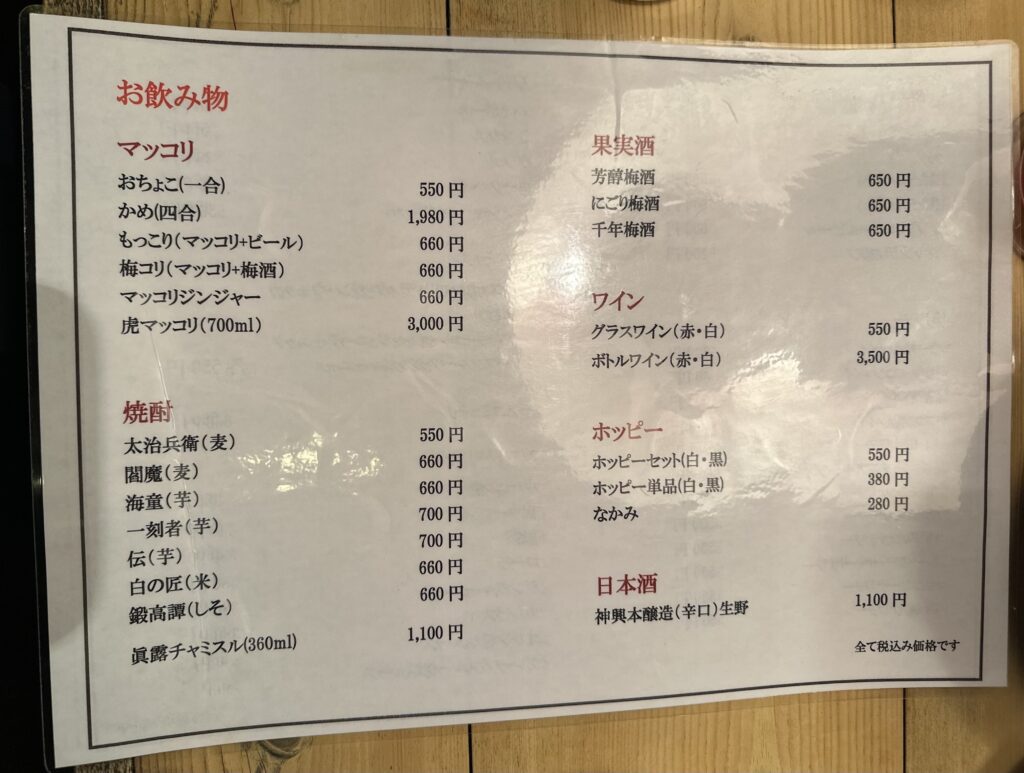 お飲み物
マッコリ
おちょこ(一合) 550円
かめ(四合) 1,980円
もっこり(マッコリ+ビール) 660円
梅コリ(マッコリ+梅酒) 660円
マッコリジンジャー 660円
虎マッコリ(700ml) 3,000円
焼酎
太治兵衛(麦) 550円
閻魔(麦) 660円
海童(芋) 660円
一刻者(芋) 700円
伝(芋) 700円
白の匠(米) 660円
鍛高譚(しそ) 660円
眞露チャミスル(360ml) 1,100円
果実酒
芳醇梅酒 650円
にごり梅酒 650円
千年梅酒 650円
ワイン
グラスワイン(赤・白) 550円
ボトルワイン(赤・白) 3,500円
ホッピー
ホッピーセット(白・黒) 550円
ホッピー単品(白・黒) 380円
なかみ 280円
日本酒
神興本醸造(辛口)生野 1,100円
全て税込み価格です